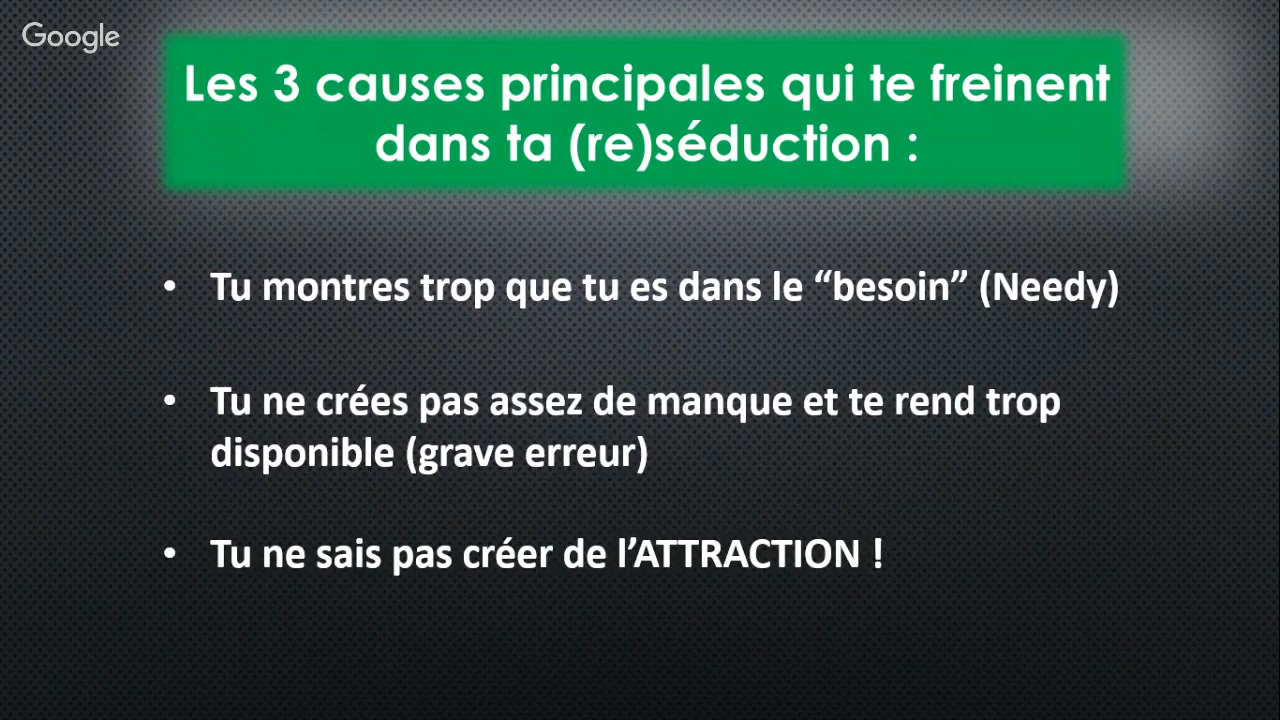 Google
Les 3 causes principales qui te freinent
dans ta (re)séduction :
• Tu montres trop que tu es dans le “besoin” (Needy)
• Tu ne crées pas assez de manque et te rend trop
disponible (grave erreur)
• Tu ne sais pas créer de l’ATTRACTION !